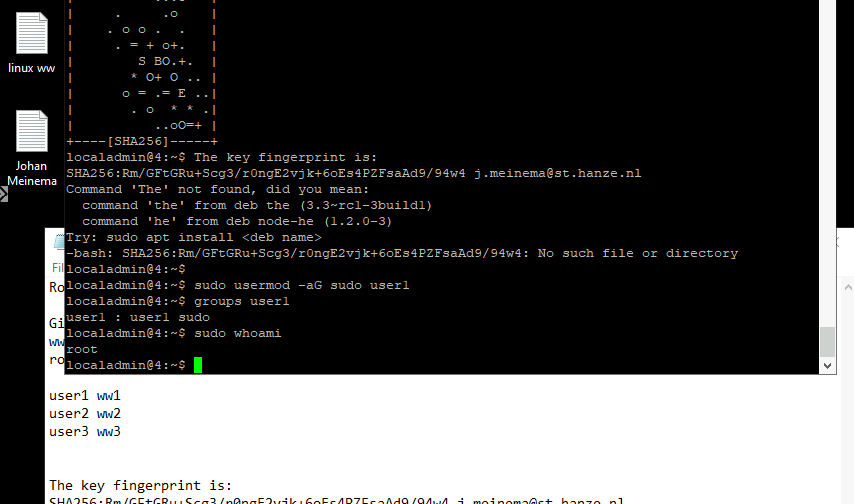 linux ww
Johan
Meinema
|      .     .o     |
|     . o o .  .    |
|      . = + o+.    |
|         S BO.+.   |
|        * O+ O ..  |
|       o = .= E ..|
|        . o  * * .|
|           ..oO=+ |
+----[SHA256]-----+
localadmin@4:~$ The key fingerprint is:
SHA256:Rm/GFtGRu+Scg3/r0ngE2vjk+6oEs4PZFsaAd9/94w4 j.meinema@st.hanze.nl
Command 'The' not found, did you mean:
  command 'the' from deb the (3.3~rc1-3build1)
  command 'he' from deb node-he (1.2.0-3)
Try: sudo apt install <deb name>
-bash: SHA256:Rm/GFtGRu+Scg3/r0ngE2vjk+6oEs4PZFsaAd9/94w4: No such file or directory
localadmin@4:~$
localadmin@4:~$ sudo usermod -aG sudo user1
localadmin@4:~$ groups user1
user1 : user1 sudo
localadmin@4:~$ sudo whoami
root
localadmin@4:~$
user1 ww1
user2 ww2
user3 ww3
The key fingerprint is:
SHA256:Rm/GFtGRu+Scg3/r0ngE2vjk+6oEs4PZFsaAd9/94w4 j.meinema@st.hanze.nl